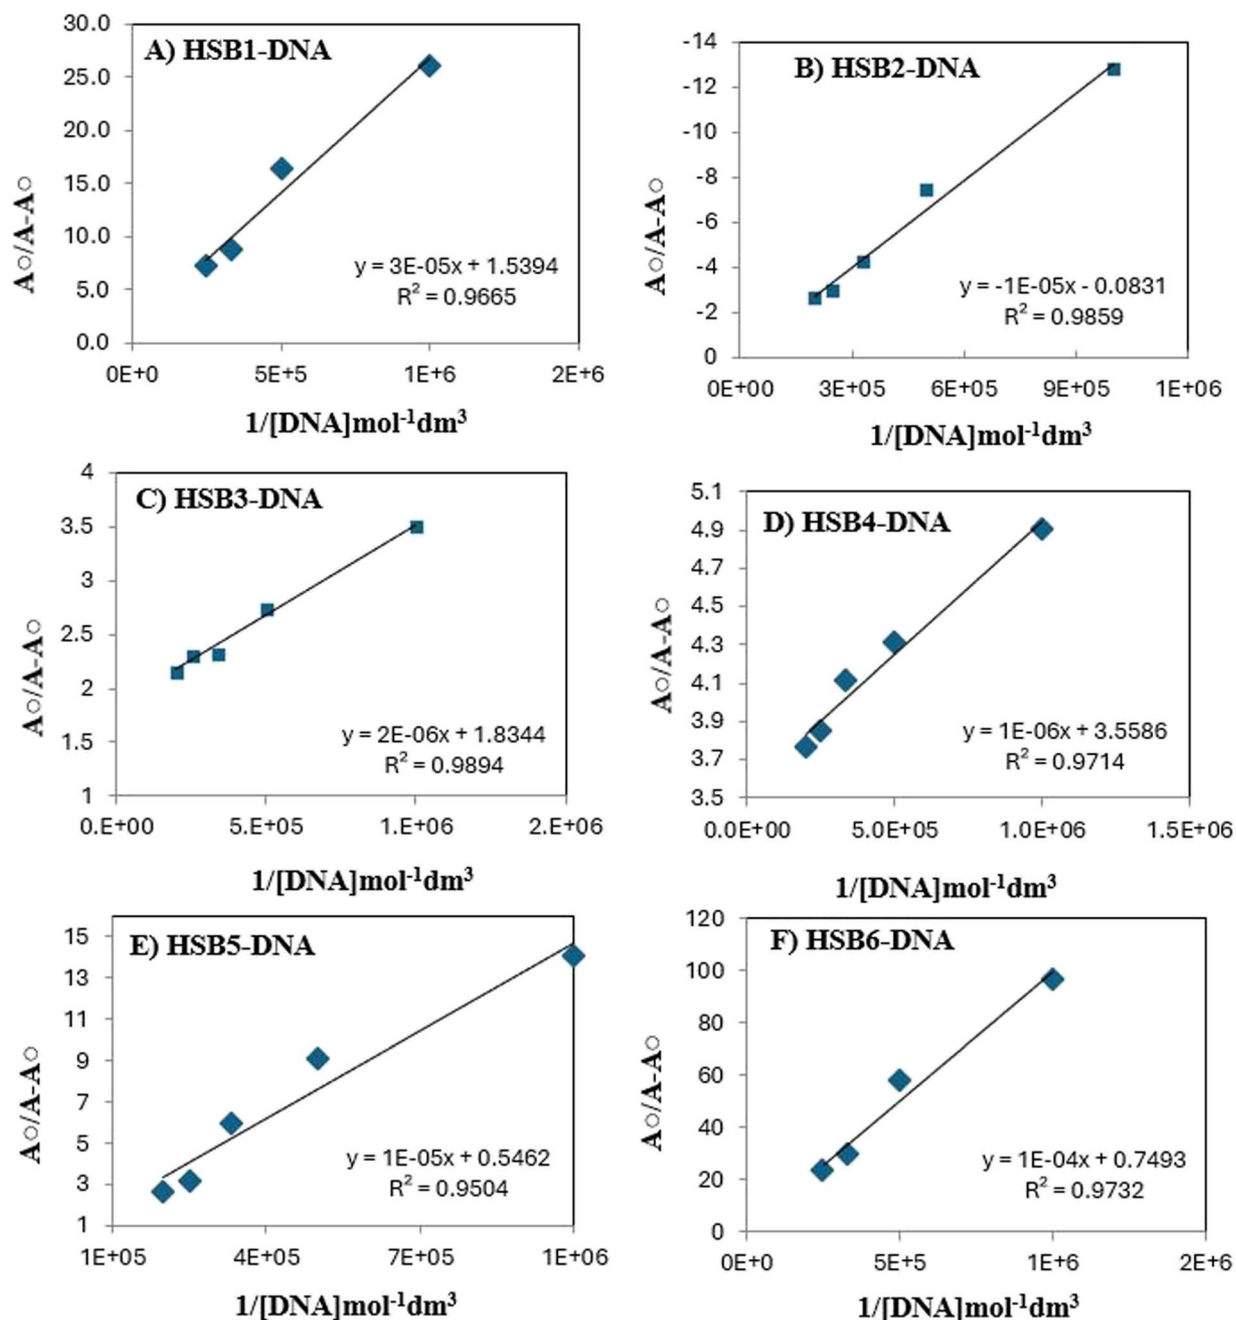 A) HSB1-DNA
30.0
25.0
20.0
15.0
10.0
5.0
0.0
A○/A-A○
y = 3E-05x + 1.5394
R² = 0.9665
0E+0 5E+5 1E+6 2E+6
1/[DNA]mol⁻¹dm³
B) HSB2-DNA
-14
-12
-10
-8
-6
-4
-2
0
A○/A-A○
y = -1E-05x - 0.0831
R² = 0.9859
0E+00 3E+05 6E+05 9E+05 1E+06
1/[DNA]mol⁻¹dm³
C) HSB3-DNA
4
3.5
3
2.5
2
1.5
1
A○/A-A○
y = 2E-06x + 1.8344
R² = 0.9894
0.E+00 5.E+05 1.E+06 2.E+06
1/[DNA]mol⁻¹dm³
D) HSB4-DNA
5.1
4.9
4.7
4.5
4.3
4.1
3.9
3.7
3.5
A○/A-A○
y = 1E-06x + 3.5586
R² = 0.9714
0.0E+00 5.0E+05 1.0E+06 1.5E+06
1/[DNA]mol⁻¹dm³
E) HSB5-DNA
15
13
11
9
7
5
3
1
A○/A-A○
y = 1E-05x + 0.5462
R² = 0.9504
1E+05 4E+05 7E+05 1E+06
1/[DNA]mol⁻¹dm³
F) HSB6-DNA
120
100
80
60
40
20
0
A○/A-A○
y = 1E-04x + 0.7493
R² = 0.9732
0E+0 5E+5 1E+6 2E+6
1/[DNA]mol⁻¹dm³